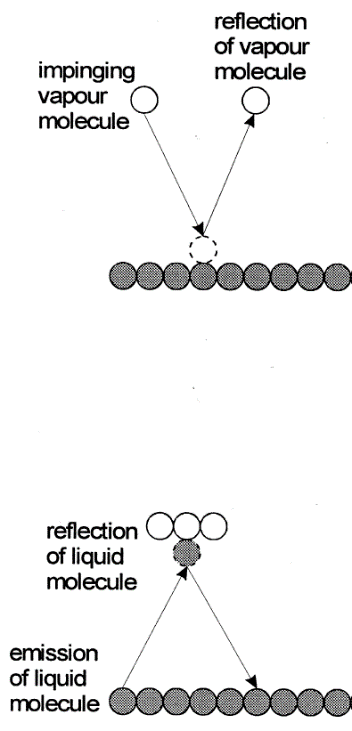 reflection
of vapour
molecule
impinging
vapour
molecule
reflection
of liquid
molecule
emission
of liquid
molecule